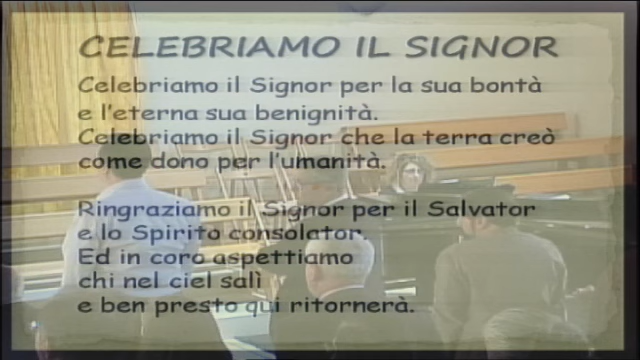 CELEBRIAMO IL SIGNOR
Celebriamo il Signor per la sua bontà
e l'eterna sua benignità.
Celebriamo il Signor che la terra creò
come dono per l'umanità.
Ringraziamo il Signor per il Salvator
e lo Spirito consolator.
Ed in coro aspettiamo
chi nel ciel salì
e ben presto qui ritornerà.